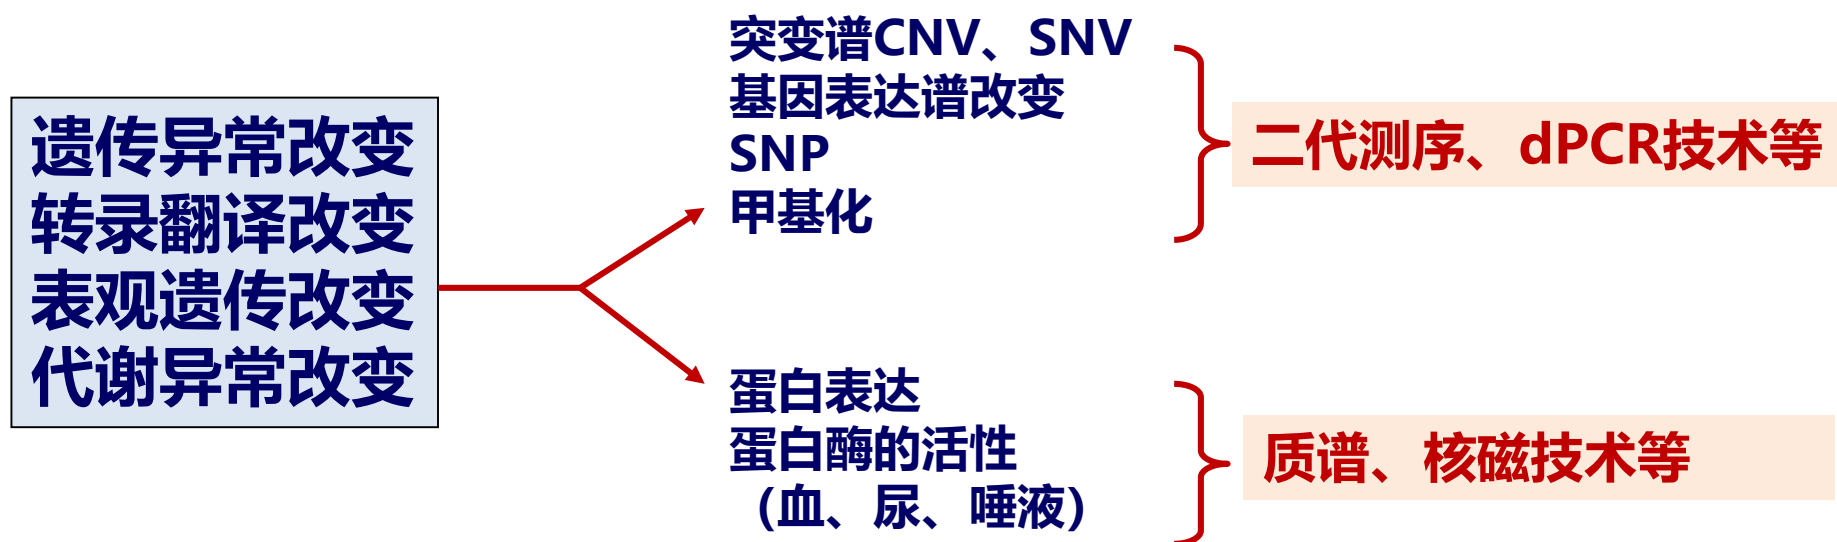 遗传异常改变
转录翻译改变
表观遗传改变
代谢异常改变
突变谱CNV、SNV
基因表达谱改变
SNP
甲基化
二代测序、dPCR技术等
蛋白表达
蛋白酶的活性
（血、尿、唾液）
质谱、核磁技术等